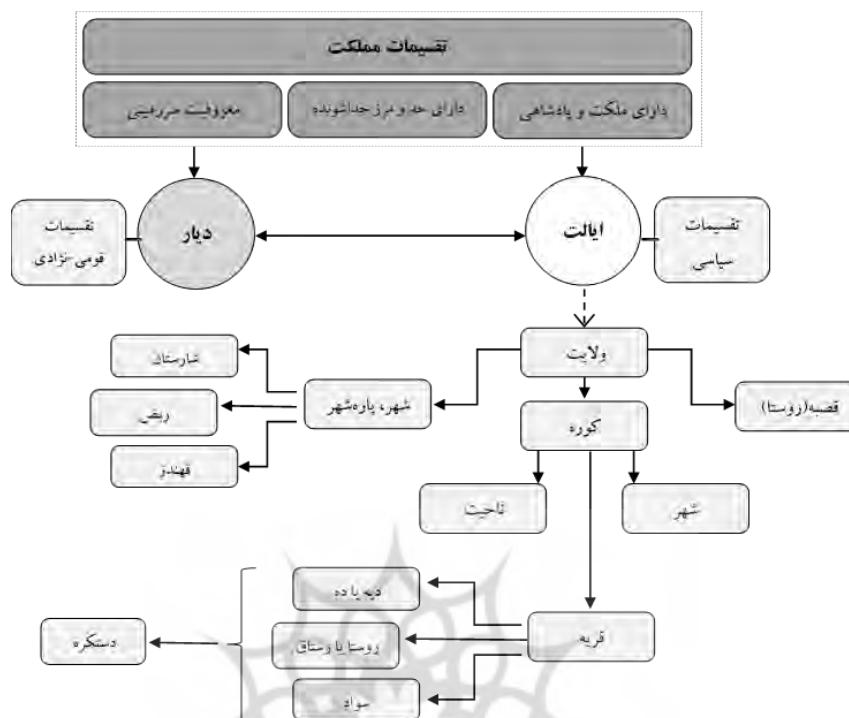 تقسیمات مملکت
دارای ملکت و پادشاهی
دارای حد و مرز جداشونده
معروفیت سرزمینی
تقسیمات
سیاسی
ایالت
دیار
تقسیمات
قومی-نژادی
ولایت
قصبه(روستا)
شهر، پاره‌شهر
شارستان
ربض
قهندز
کوره
شهر
ناحیت
قریه
دیه یا ده
روستا یا رستاق
سواد
دستکره